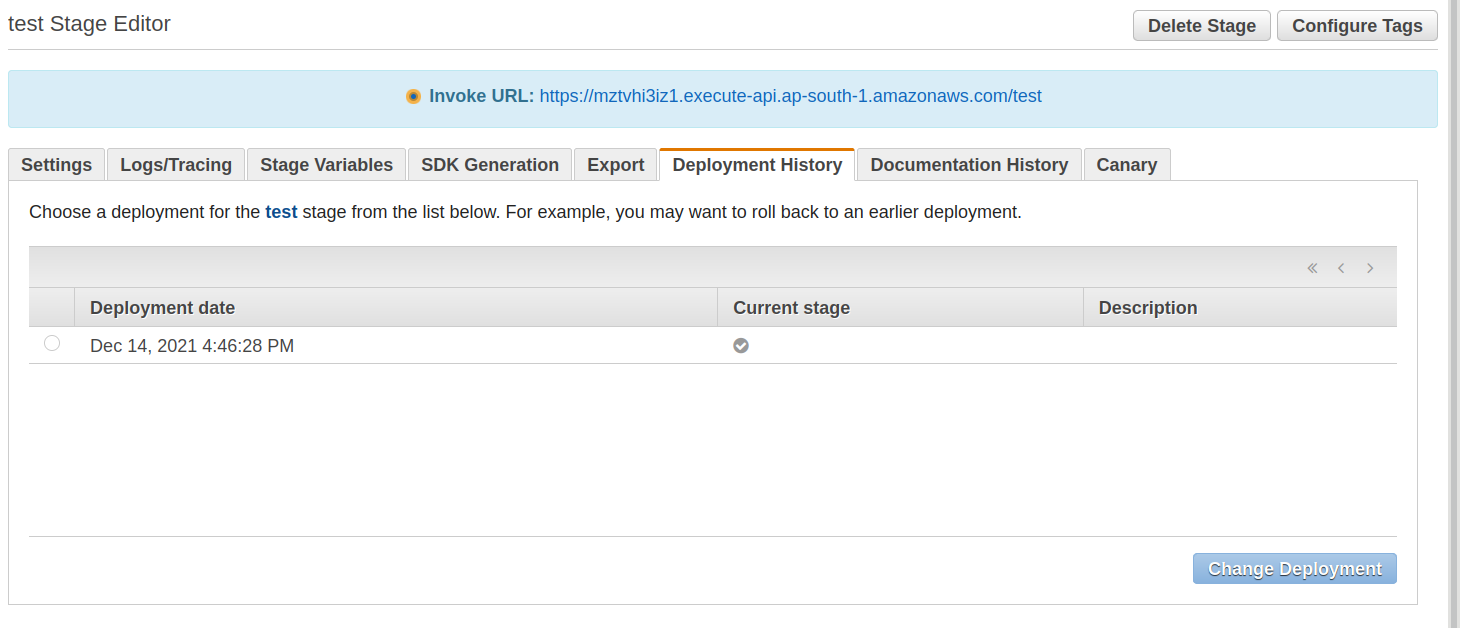 test Stage Editor
Delete Stage Configure Tags
Invoke URL: https://mztvhi3iz1.execute-api.ap-south-1.amazonaws.com/test
Settings Logs/Tracing Stage Variables SDK Generation Export Deployment History Documentation History Canary
Choose a deployment for the test stage from the list below. For example, you may want to roll back to an earlier deployment.
Deployment date Current stage Description
Dec 14, 2021 4:46:28 PM
Change Deployment